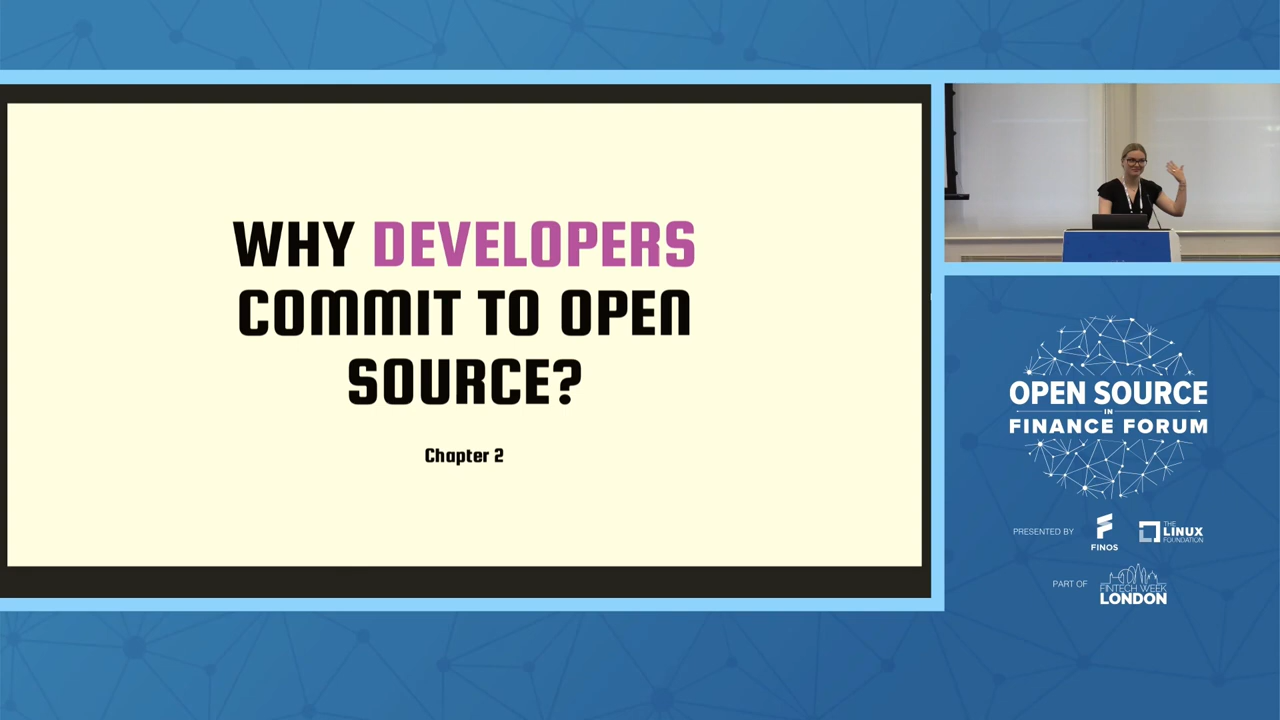 WHY DEVELOPERS
COMMIT TO OPEN
SOURCE?
Chapter 2
OPEN SOURCE
IN
FINANCE FORUM
PRESENTED BY
FINOS
THE
LINUX
FOUNDATION
PART OF
FINTECH WEEK
LONDON